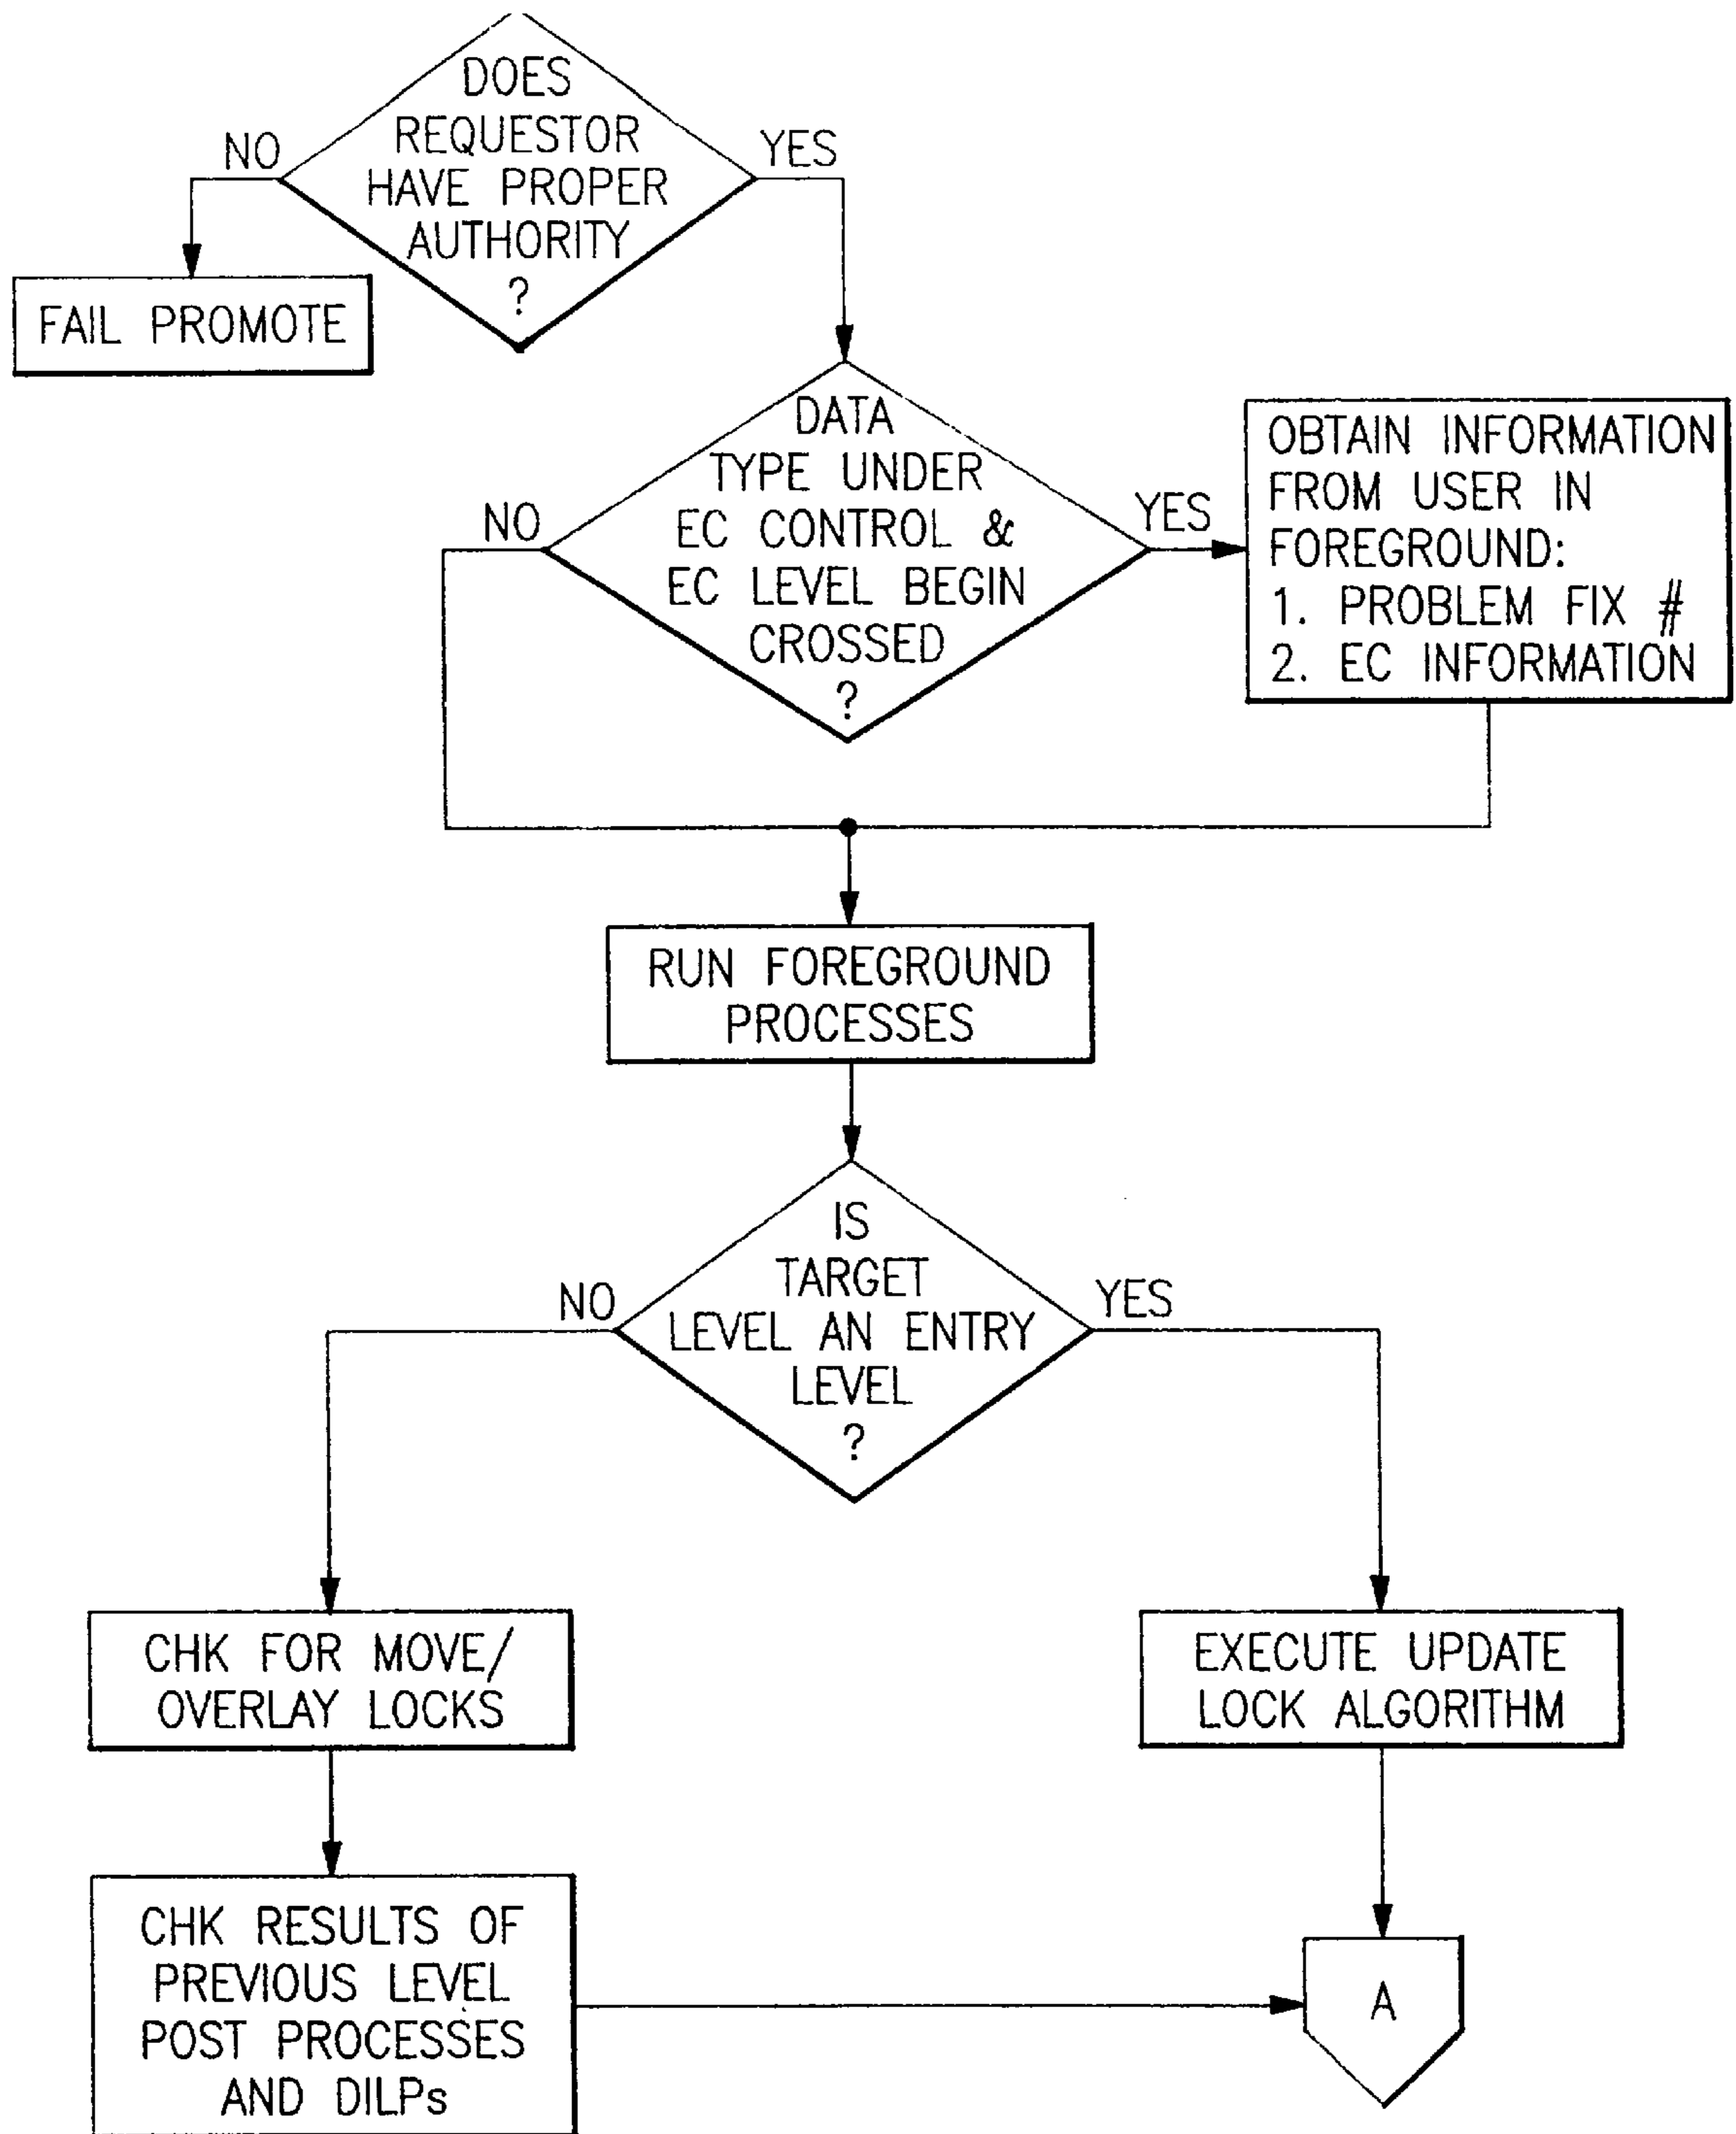 DOES
REQUESTOR
HAVE PROPER
AUTHORITY
?
NO
YES
FAIL PROMOTE
DATA
TYPE UNDER
EC CONTROL &
EC LEVEL BEGIN
CROSSED
?
NO
YES
OBTAIN INFORMATION
FROM USER IN
FOREGROUND:
1. PROBLEM FIX #
2. EC INFORMATION
RUN FOREGROUND
PROCESSES
IS
TARGET
LEVEL AN ENTRY
LEVEL
?
NO
YES
CHK FOR MOVE/
OVERLAY LOCKS
EXECUTE UPDATE
LOCK ALGORITHM
CHK RESULTS OF
PREVIOUS LEVEL
POST PROCESSES
AND DILPs
A